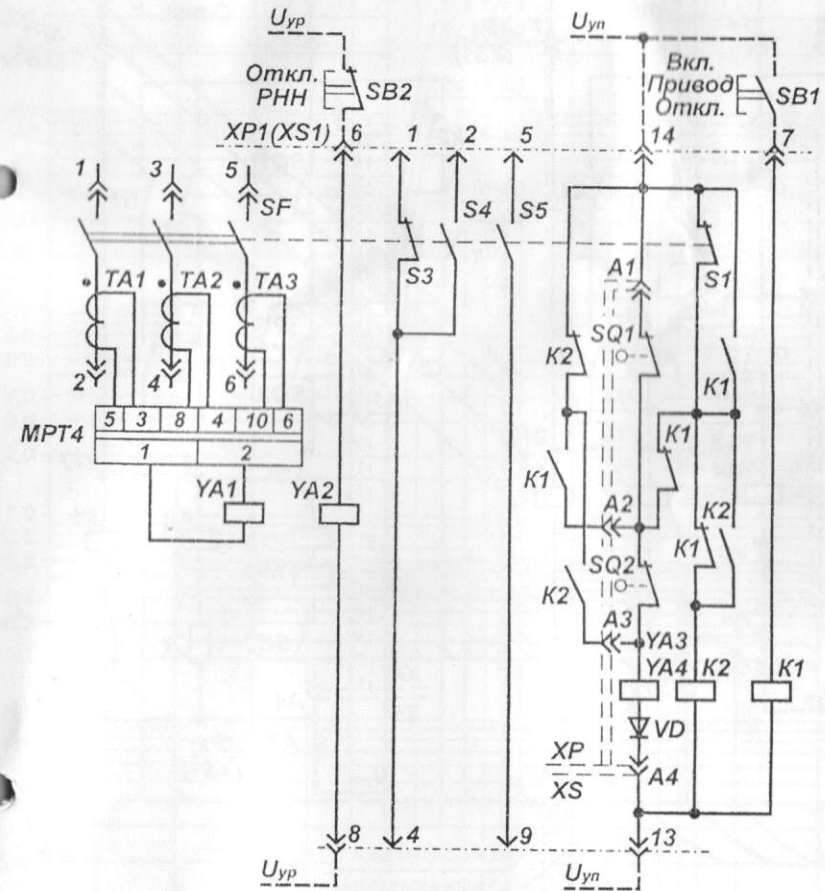 Uур Uуп
Откл.
РНН
SB2
Вкл.
Привод
Откл.
SB1
XP1(XS1) 6 1 2 5 14 7
1 3 5
SF S4 S5
S3 A1 S1
TA1 TA2 TA3
SQ1
K2 K1
2 4 6
5 3 8 4 10 6
МРТ4
1 2
K1
K1 A2 K2
YA1 YA2 K1
SQ2
K2
A3 YA3
YA4 K2 K1
VD
XP
XS A4
8 4 9 13
Uур Uуп